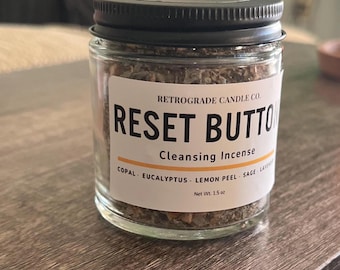 RETROGRADE CANDLE CO.
RESET BUTTO
Cleansing Incense
COPAL · EUCALYPTUS · LEMON PEEL · SAGE ·
Net Wt. 1.5 oz